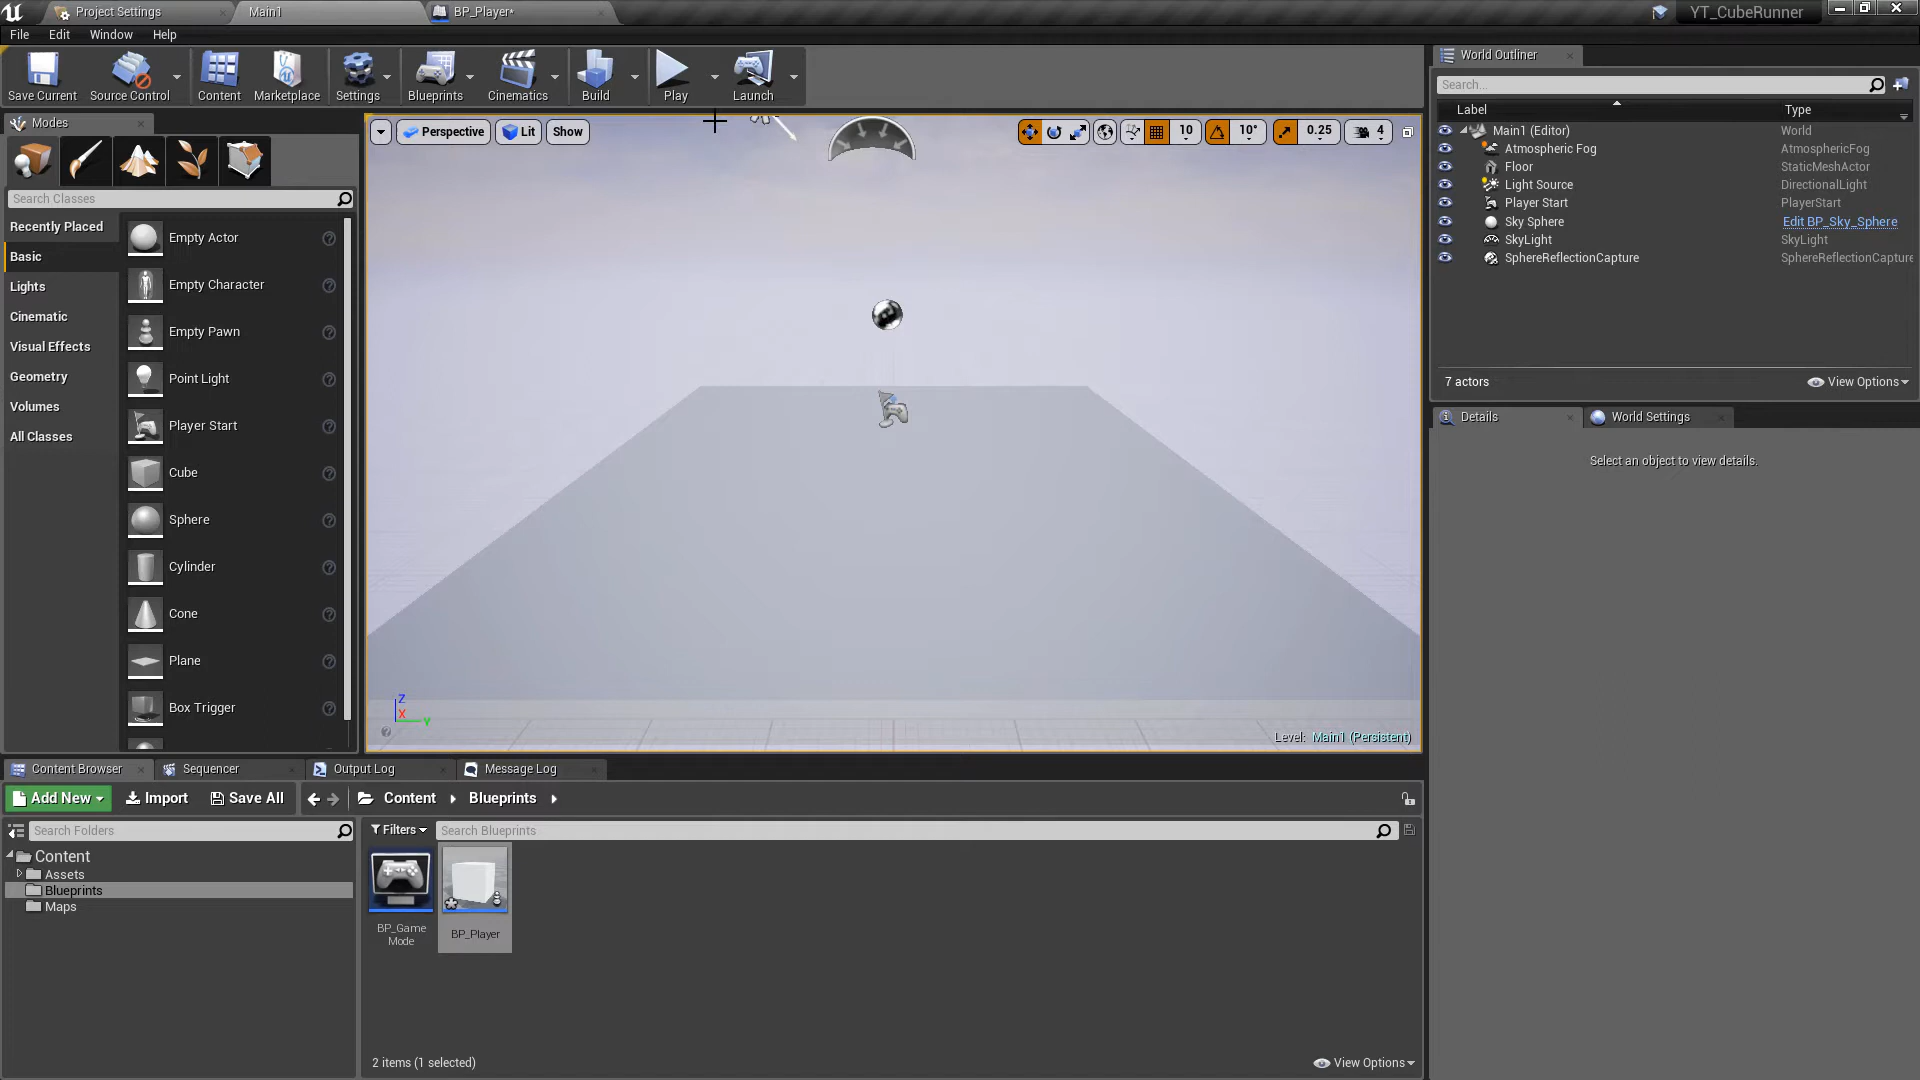 Project Settings
Main1
BP_Player*
YT_CubeRunner
File
Edit
Window
Help
Save Current
Source Control
Content
Marketplace
Settings
Blueprints
Cinematics
Build
Play
Launch
World Outliner
Search...
Label
Type
Main1 (Editor)
World
Atmospheric Fog
AtmosphericFog
Floor
StaticMeshActor
Light Source
DirectionalLight
Player Start
PlayerStart
Sky Sphere
Edit BP_Sky_Sphere
SkyLight
SkyLight
SphereReflectionCapture
SphereReflectionCapture
7 actors
View Options
Details
World Settings
Select an object to view details.
Modes
Search Classes
Recently Placed
Basic
Lights
Cinematic
Visual Effects
Geometry
Volumes
All Classes
Empty Actor
Empty Character
Empty Pawn
Point Light
Player Start
Cube
Sphere
Cylinder
Cone
Plane
Box Trigger
Perspective
Lit
Show
10
10°
0.25
4
Z
X
Y
Level: Main1 (Persistent)
Content Browser
Sequencer
Output Log
Message Log
Add New
Import
Save All
Content
Blueprints
Search Folders
Filters
Search Blueprints
Content
Assets
Blueprints
Maps
BP_Game
Mode
BP_Player
2 items (1 selected)
View Options